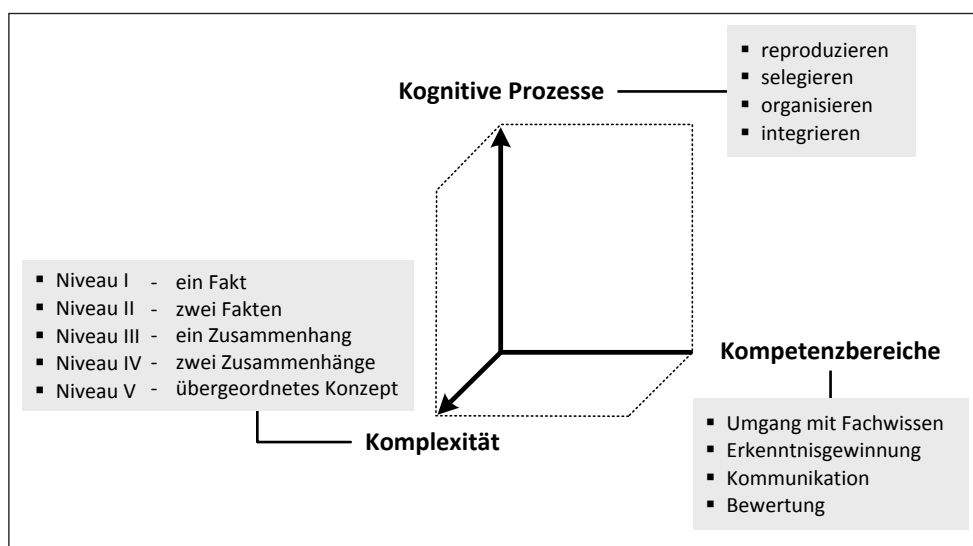 ▪ reproduzieren
▪ selegieren
▪ organisieren
▪ integrieren
Kognitive Prozesse
▪ Niveau I - ein Fakt
▪ Niveau II - zwei Fakten
▪ Niveau III - ein Zusammenhang
▪ Niveau IV - zwei Zusammenhänge
▪ Niveau V - übergeordnetes Konzept
Komplexität
Kompetenzbereiche
▪ Umgang mit Fachwissen
▪ Erkenntnisgewinnung
▪ Kommunikation
▪ Bewertung